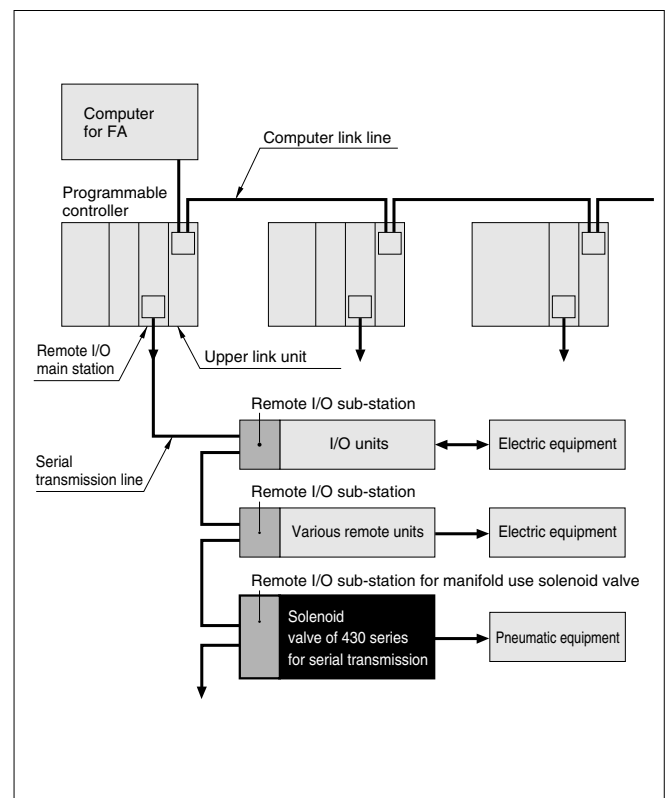 Computer
for FA
Computer link line
Programmable
controller
Remote I/O
main station
Upper link unit
Remote I/O sub-station
I/O units
Electric equipment
Serial
transmission line
Remote I/O sub-station
Various remote units
Electric equipment
Remote I/O sub-station for manifold use solenoid valve
Solenoid
valve of 430 series
for serial transmission
Pneumatic equipment